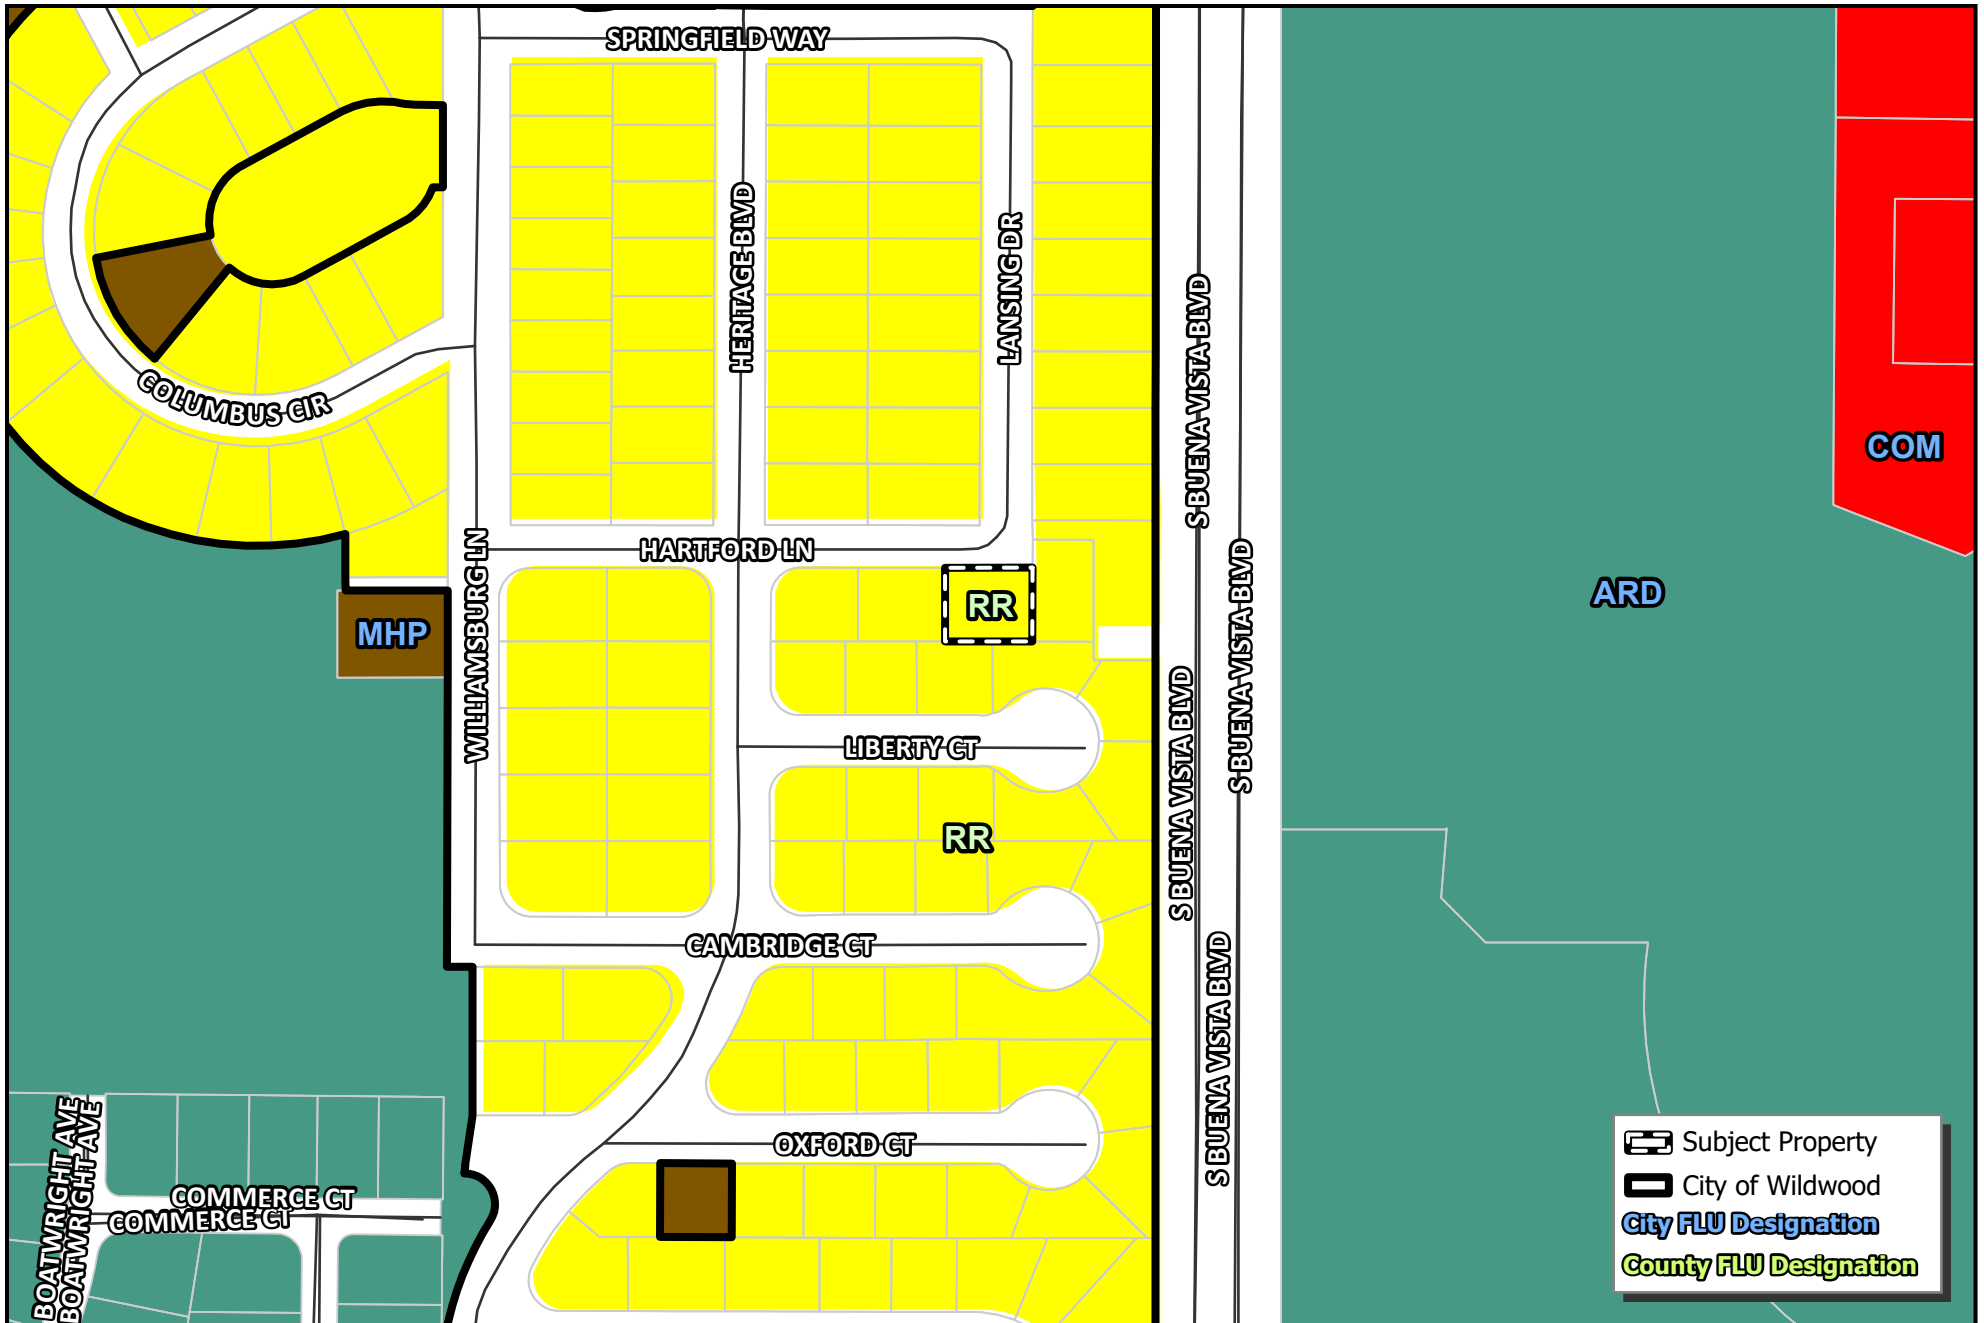 SPRINGFIELD WAY
HERITAGE BLVD
LANSING DR
S BUENA VISTA BLVD
COLUMBUS CIR
COM
WILLIAMSBURG LN
HARTFORD LN
S BUENA VISTA BLVD
RR
ARD
MHP
S BUENA VISTA BLVD
LIBERTY CT
RR
CAMBRIDGE CT
S BUENA VISTA BLVD
OXFORD CT
BOATWRIGHT AVE
BOATWRIGHT AVE
COMMERCE CT
COMMERCE CT
Subject Property
City of Wildwood
City FLU Designation
County FLU Designation